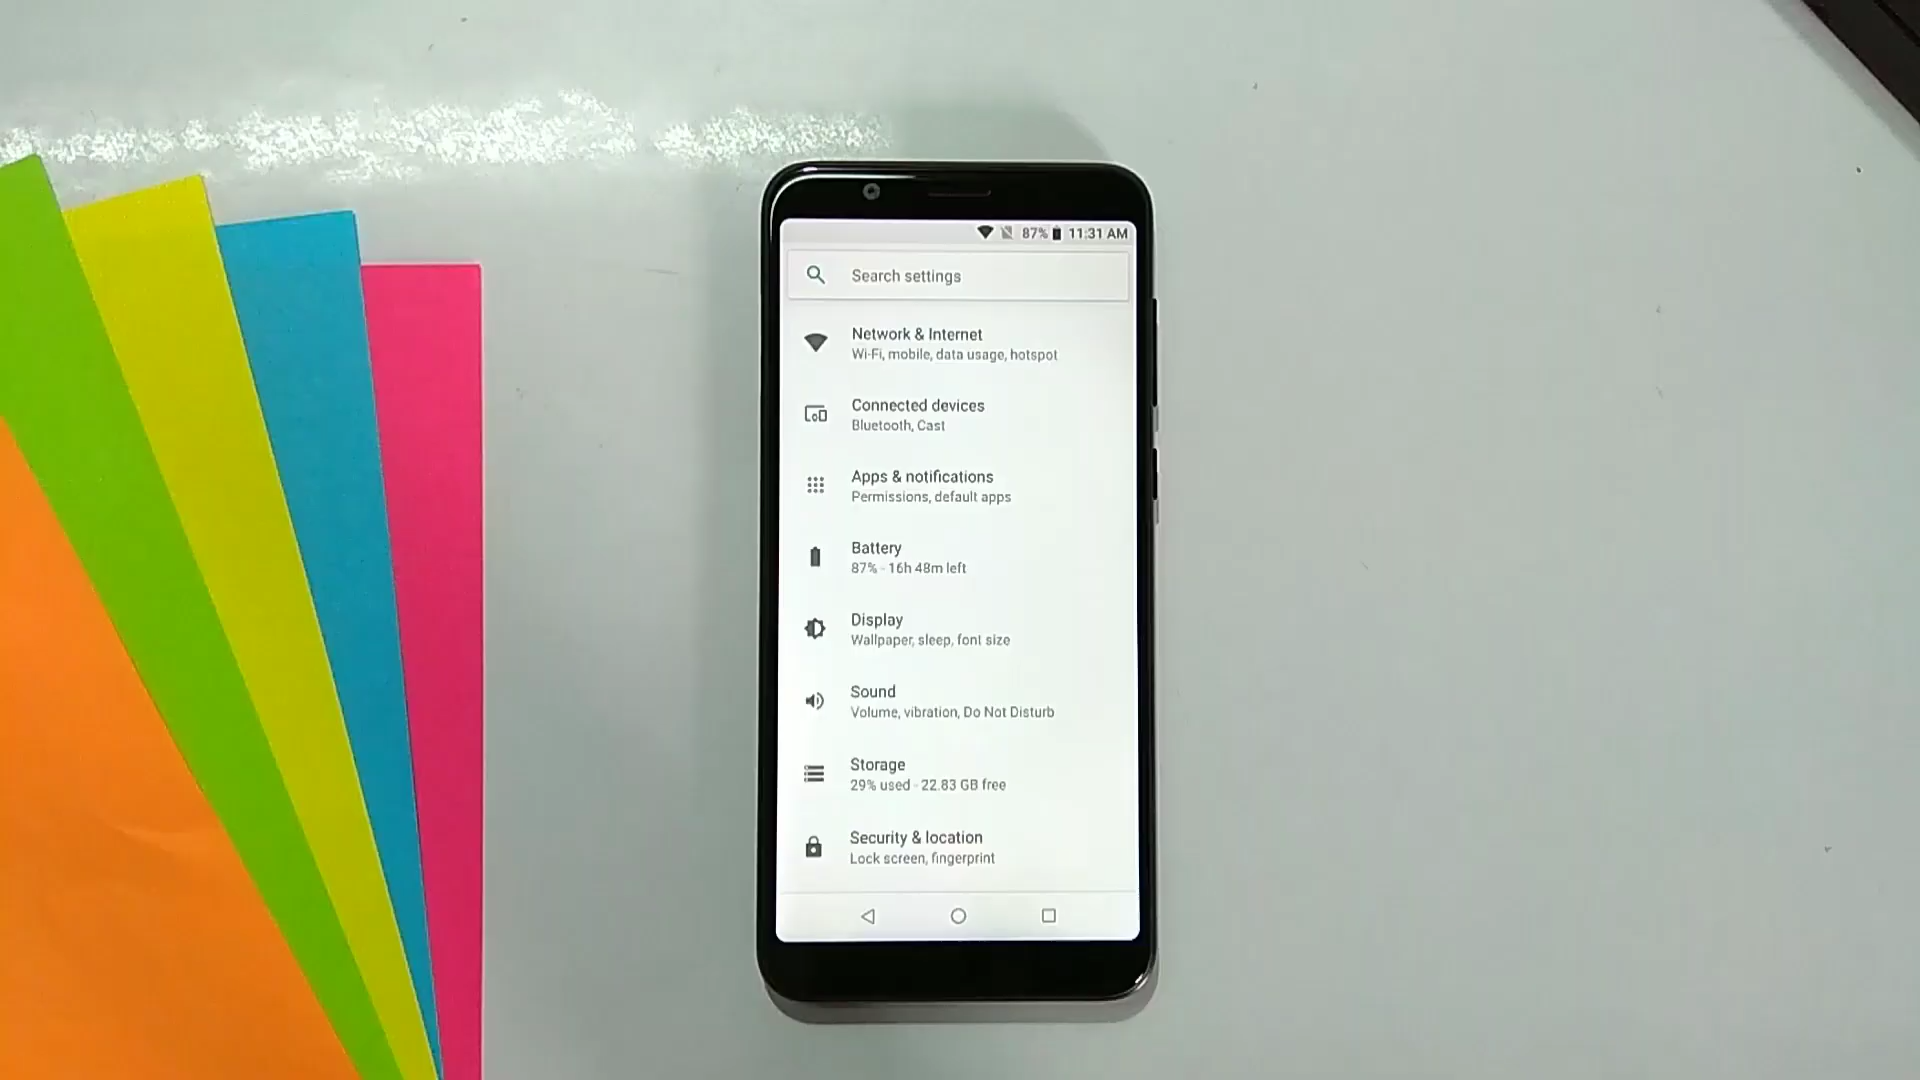 87% 11:31 AM
Search settings
Network & Internet
Wi-Fi, mobile, data usage, hotspot
Connected devices
Bluetooth, Cast
Apps & notifications
Permissions, default apps
Battery
87% - 16h 48m left
Display
Wallpaper, sleep, font size
Sound
Volume, vibration, Do Not Disturb
Storage
29% used - 22.83 GB free
Security & location
Lock screen, fingerprint